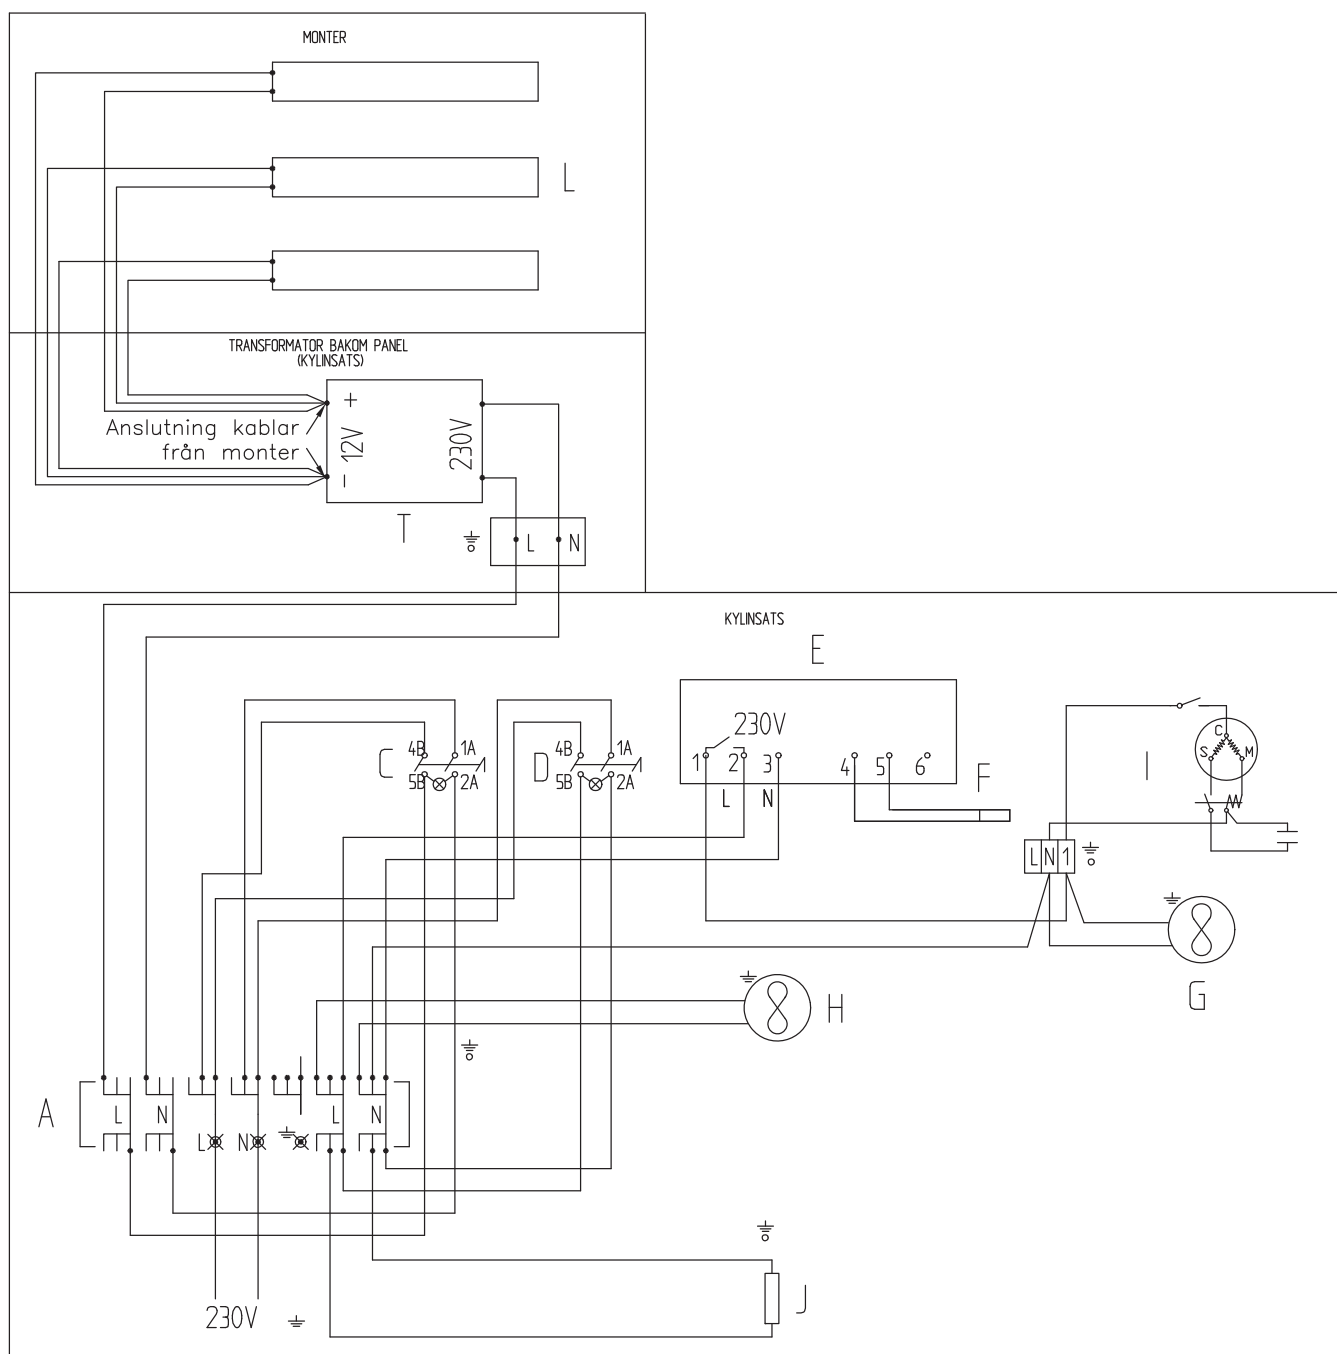 MONTER
L
TRANSFORMATOR BAKOM PANEL
(KYLINSATS)
+
Anslutning kablar
från monter
12V
230V
-
T
L N
KYLINSATS
E
230V
C 4B 1A
5B 2A
D 4B 1A
5B 2A
1 2 3 4 5 6
L N
F
I
C
S M
L N 1
G
H
A
L N L N L N
230V
J